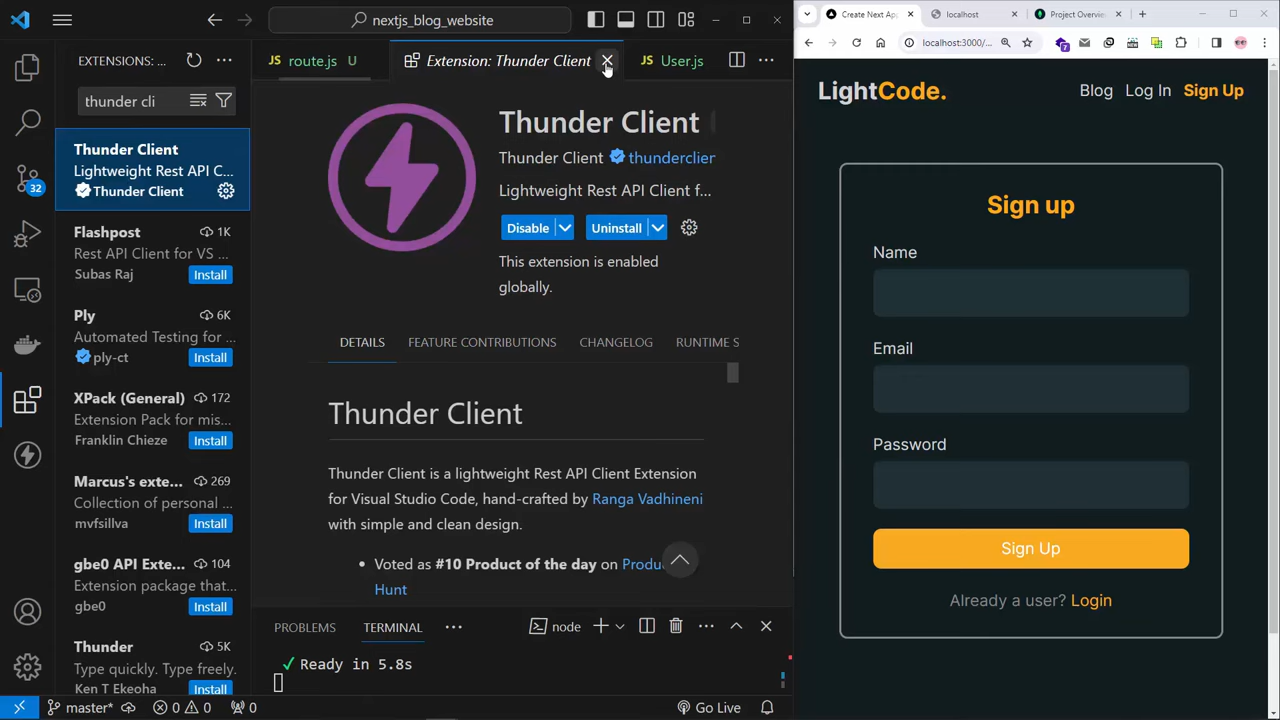 nextjs_blog_website
EXTENSIONS: ...
thunder cli
Thunder Client
Lightweight Rest API C...
Thunder Client
Flashpost
1K
Rest API Client for VS ...
Subas Raj
Install
Ply
6K
Automated Testing for ...
ply-ct
Install
XPack (General)
172
Extension Pack for mis...
Franklin Chieze
Install
Marcus's exte...
269
Collection of personal ...
mvfsillva
Install
gbe0 API Exte...
104
Extension package that...
gbe0
Install
Thunder
5K
Type quickly. Type freely.
Ken T Ekeoha
Install
32
JS route.js U
Extension: Thunder Client
JS User.js
Thunder Client
Thunder Client thunderclier
Lightweight Rest API Client f...
Disable
Uninstall
This extension is enabled
globally.
DETAILS FEATURE CONTRIBUTIONS CHANGELOG RUNTIME S
Thunder Client
Thunder Client is a lightweight Rest API Client Extension
for Visual Studio Code, hand-crafted by Ranga Vadhineni
with simple and clean design.
• Voted as #10 Product of the day on Produ
Hunt
PROBLEMS TERMINAL
node
✓ Ready in 5.8s
master* 0 0 0
Go Live
Create Next Ap
localhost
Project Overvie
localhost:3000/...
7
LightCode.
Blog Log In Sign Up
Sign up
Name
Email
Password
Sign Up
Already a user? Login